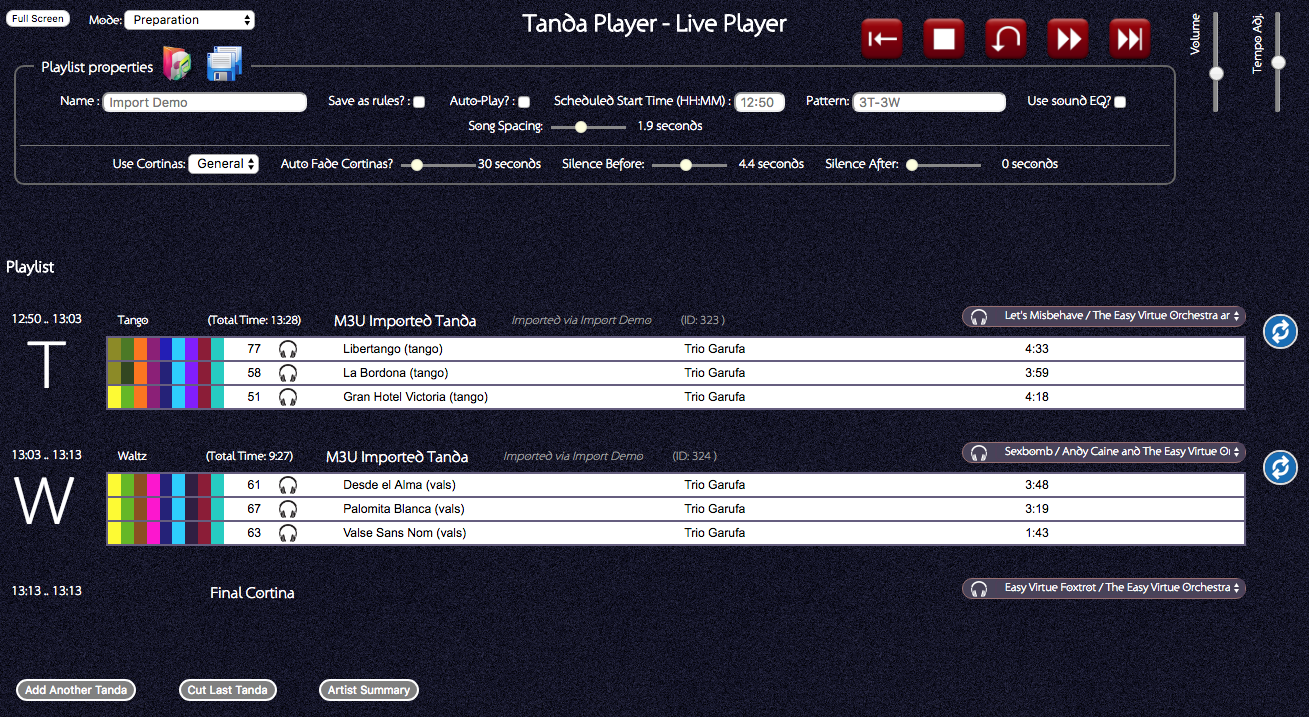 Full Screen Mode: Preparation
Tanda Player - Live Player
Volume
Tempo Adj.
Playlist properties
Name : Import Demo Save as rules? : Auto-Play? : Scheduled Start Time (HH:MM) : 12:50 Pattern: 3T-3W Use sound EQ?
Song Spacing: 1.9 seconds
Use Cortinas: General Auto Fade Cortinas? 30 seconds Silence Before: 4.4 seconds Silence After: 0 seconds
Playlist
12:50 .. 13:03 Tango (Total Time: 13:28) M3U Imported Tanda Imported via Import Demo (ID: 323 ) Let's Misbehave / The Easy Virtue Orchestra ar
T
77 Libertango (tango) Trio Garufa 4:33
58 La Bordona (tango) Trio Garufa 3:59
51 Gran Hotel Victoria (tango) Trio Garufa 4:18
13:03 .. 13:13 Waltz (Total Time: 9:27) M3U Imported Tanda Imported via Import Demo (ID: 324 ) Sexbomb / Andy Caine and The Easy Virtue Or
W
61 Desde el Alma (vals) Trio Garufa 3:48
67 Palomita Blanca (vals) Trio Garufa 3:19
63 Valse Sans Nom (vals) Trio Garufa 1:43
13:13 .. 13:13 Final Cortina Easy Virtue Foxtrot / The Easy Virtue Orchestra
Add Another Tanda Cut Last Tanda Artist Summary